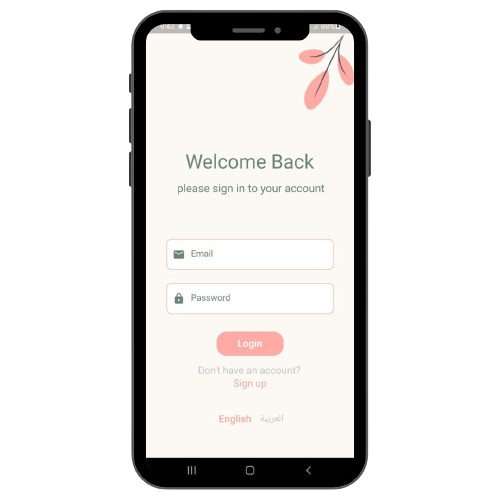 Welcome Back
please sign in to your account
Email
Password
Login
Don't have an account?
Sign up
English العربية